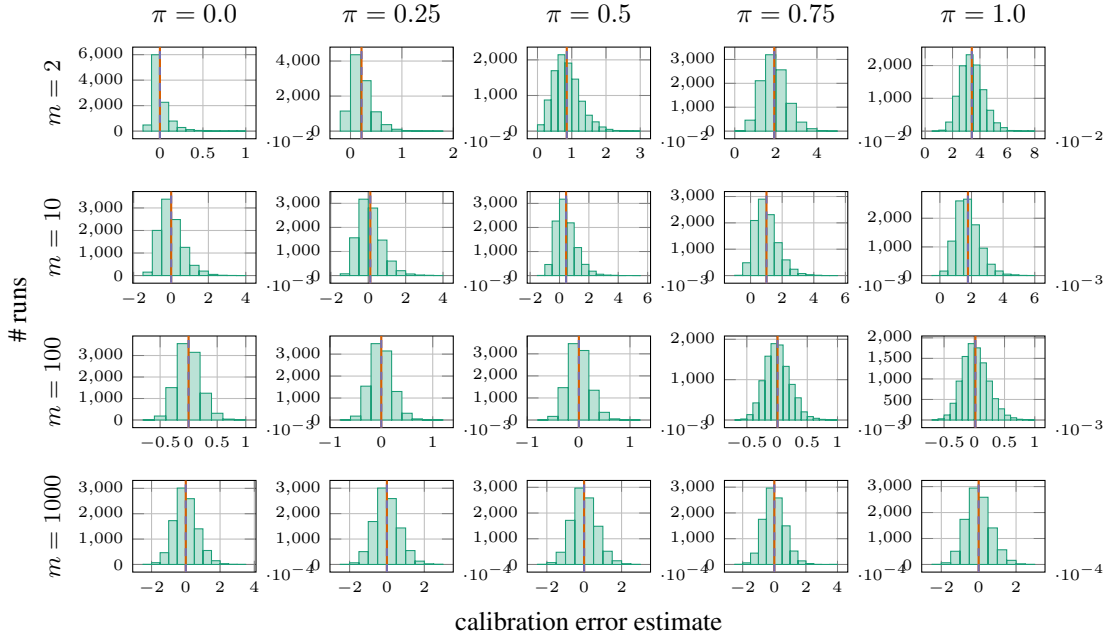 π = 0.0 π = 0.25 π = 0.5 π = 0.75 π = 1.0
m = 2
6,000 4,000 2,000 0
0 0.5 1 ·10⁻²
4,000 2,000 0
0 1 2 ·10⁻²
2,000 1,000 0
0 1 2 3 ·10⁻²
3,000 2,000 1,000 0
0 2 4 ·10⁻²
2,000 1,000 0
0 2 4 6 8 ·10⁻²
m = 10
3,000 2,000 1,000 0
−2 0 2 4 ·10⁻³
3,000 2,000 1,000 0
−2 0 2 4 ·10⁻³
3,000 2,000 1,000 0
−2 0 2 4 6 ·10⁻³
3,000 2,000 1,000 0
0 2 4 6 ·10⁻³
2,000 1,000 0
0 2 4 6 ·10⁻³
# runs
m = 100
3,000 2,000 1,000 0
−0.5 0 0.5 1 ·10⁻³
3,000 2,000 1,000 0
−1 0 1 ·10⁻³
3,000 2,000 1,000 0
−1 0 1 ·10⁻³
2,000 1,000 0
−0.5 0 0.5 1 ·10⁻³
2,000 1,500 1,000 500 0
−0.5 0 0.5 1 ·10⁻³
m = 1000
3,000 2,000 1,000 0
−2 0 2 4 ·10⁻⁴
3,000 2,000 1,000 0
−2 0 2 ·10⁻⁴
3,000 2,000 1,000 0
−2 0 2 ·10⁻⁴
3,000 2,000 1,000 0
−2 0 2 4 ·10⁻⁴
3,000 2,000 1,000 0
−2 0 2 ·10⁻⁴
calibration error estimate